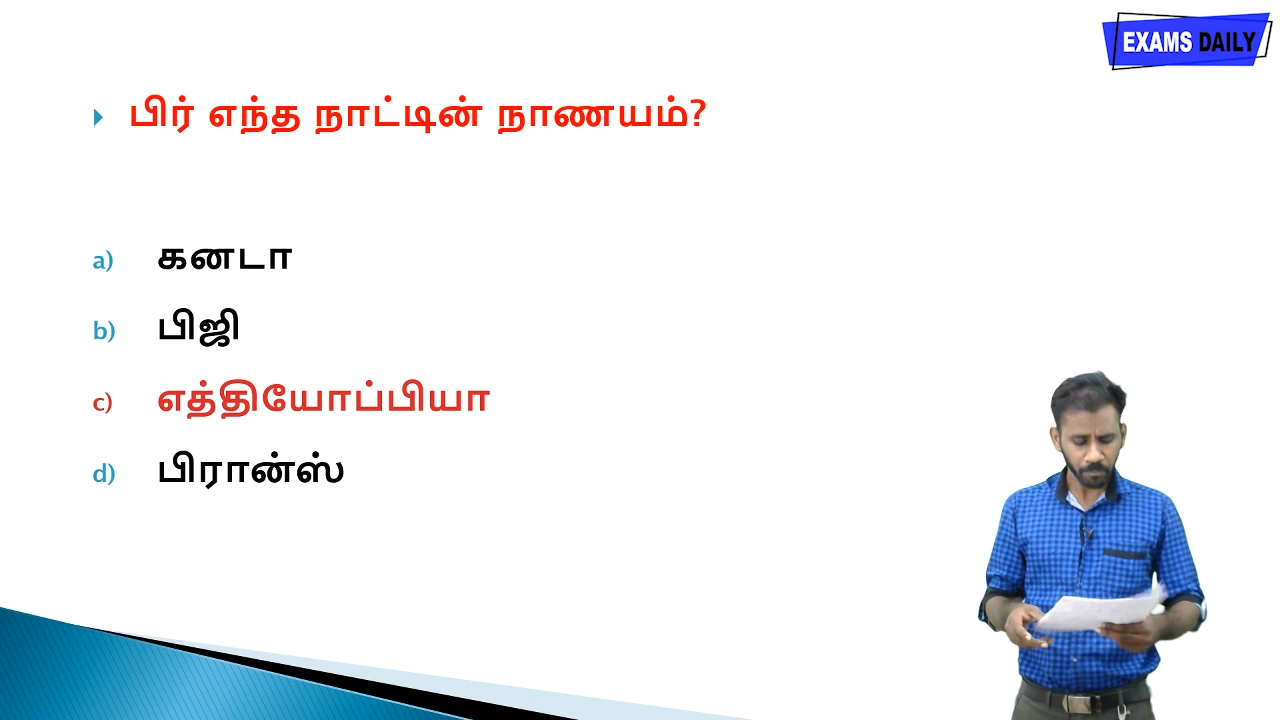 EXAMS DAILY
பிர் எந்த நாட்டின் நாணயம்?
a) கனடா
b) பிஜி
c) எத்தியோப்பியா
d) பிரான்ஸ்